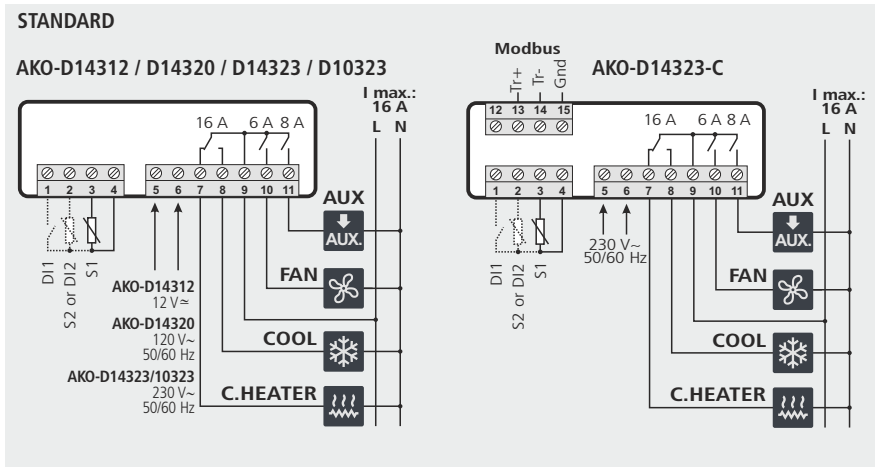 STANDARD
AKO-D14312 / D14320 / D14323 / D10323
I max.:
16 A
L N
16 A 6 A 8 A
1 2 3 4 5 6 7 8 9 10 11
DI1
S2 or DI2
S1
AKO-D14312
12 V≂
AKO-D14320
120 V~
50/60 Hz
AKO-D14323/10323
230 V~
50/60 Hz
AUX
AUX.
FAN
COOL
C.HEATER
Modbus
Tr+
Tr-
Gnd
AKO-D14323-C
I max.:
16 A
L N
12 13 14 15
16 A 6 A 8 A
1 2 3 4 5 6 7 8 9 10 11
DI1
S2 or DI2
S1
230 V~
50/60 Hz
AUX
AUX.
FAN
COOL
C.HEATER